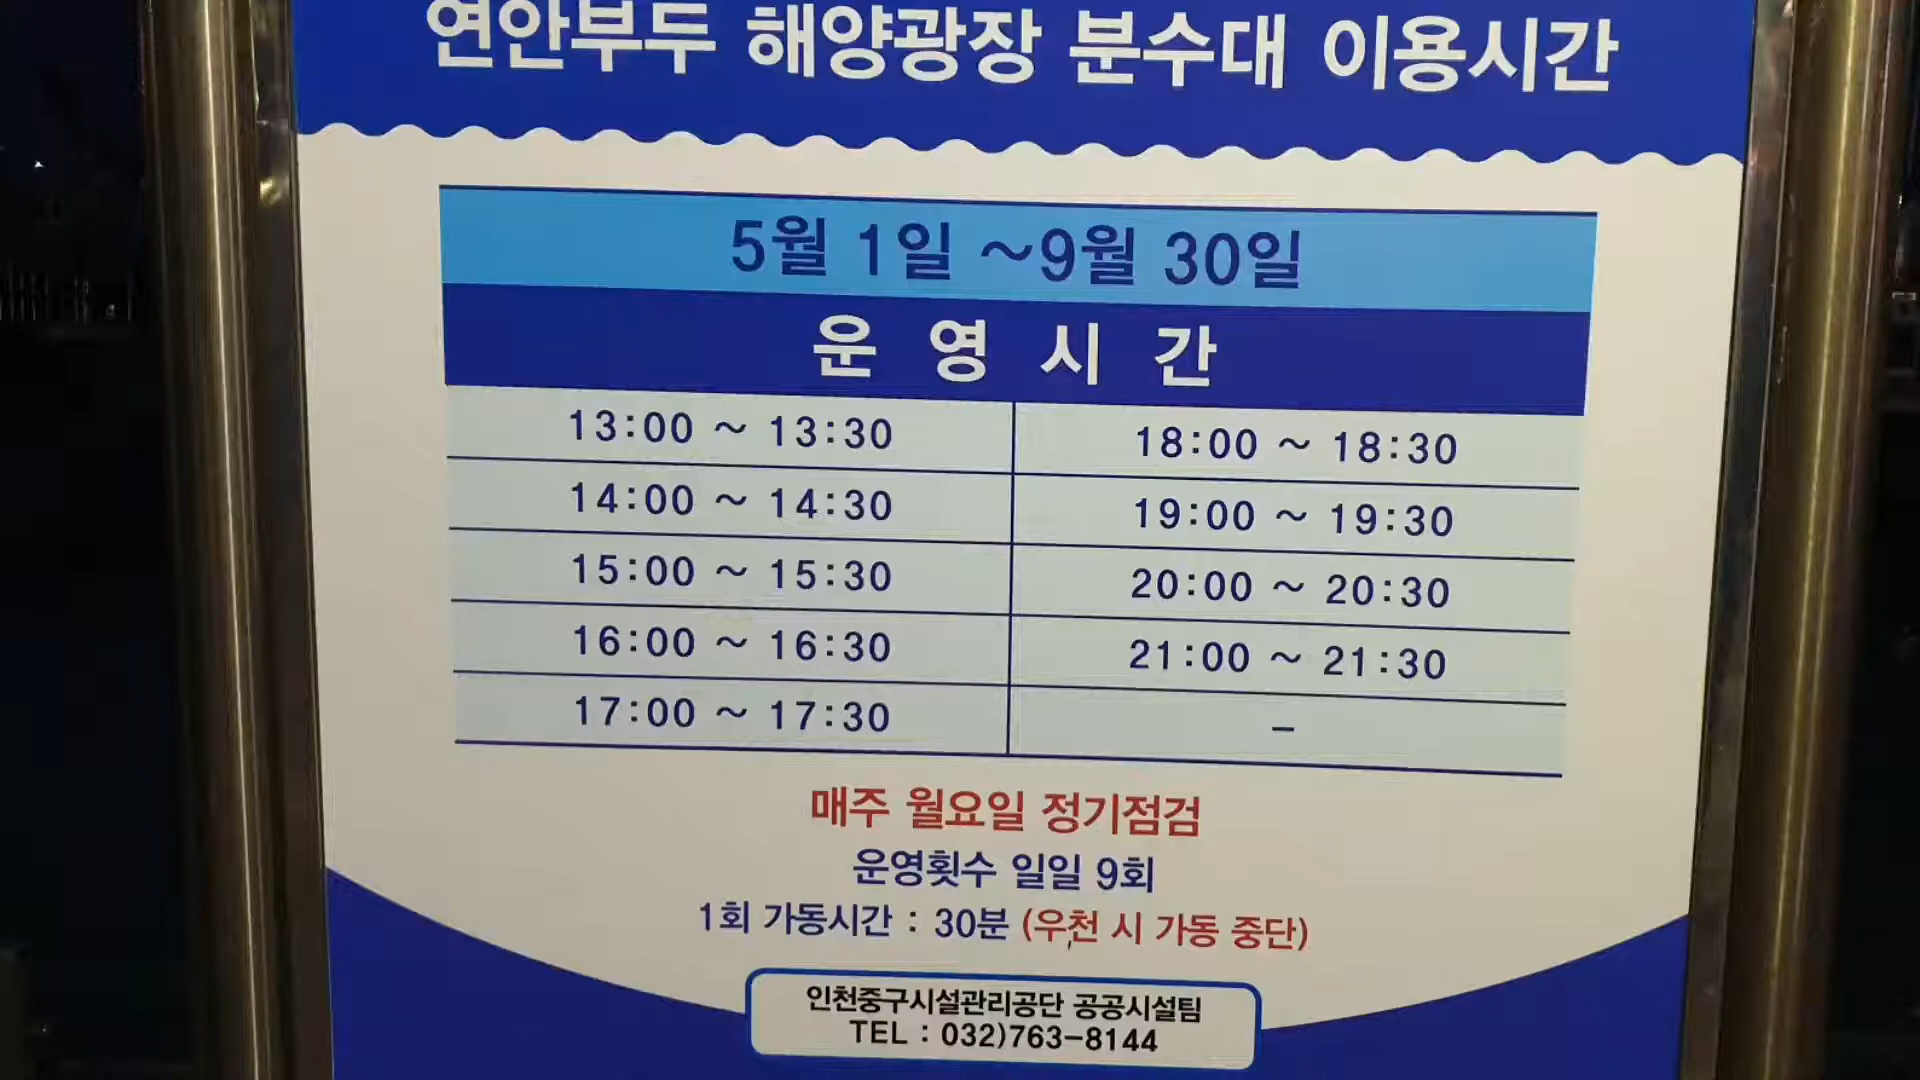 연안부두 해양광장 분수대 이용시간
5월 1일 ~9월 30일
운 영 시 간
13:00 ~ 13:30 18:00 ~ 18:30
14:00 ~ 14:30 19:00 ~ 19:30
15:00 ~ 15:30 20:00 ~ 20:30
16:00 ~ 16:30 21:00 ~ 21:30
17:00 ~ 17:30 –
매주 월요일 정기점검
운영횟수 일일 9회
1회 가동시간 : 30분 (우천 시 가동 중단)
인천중구시설관리공단 공공시설팀
TEL : 032)763-8144